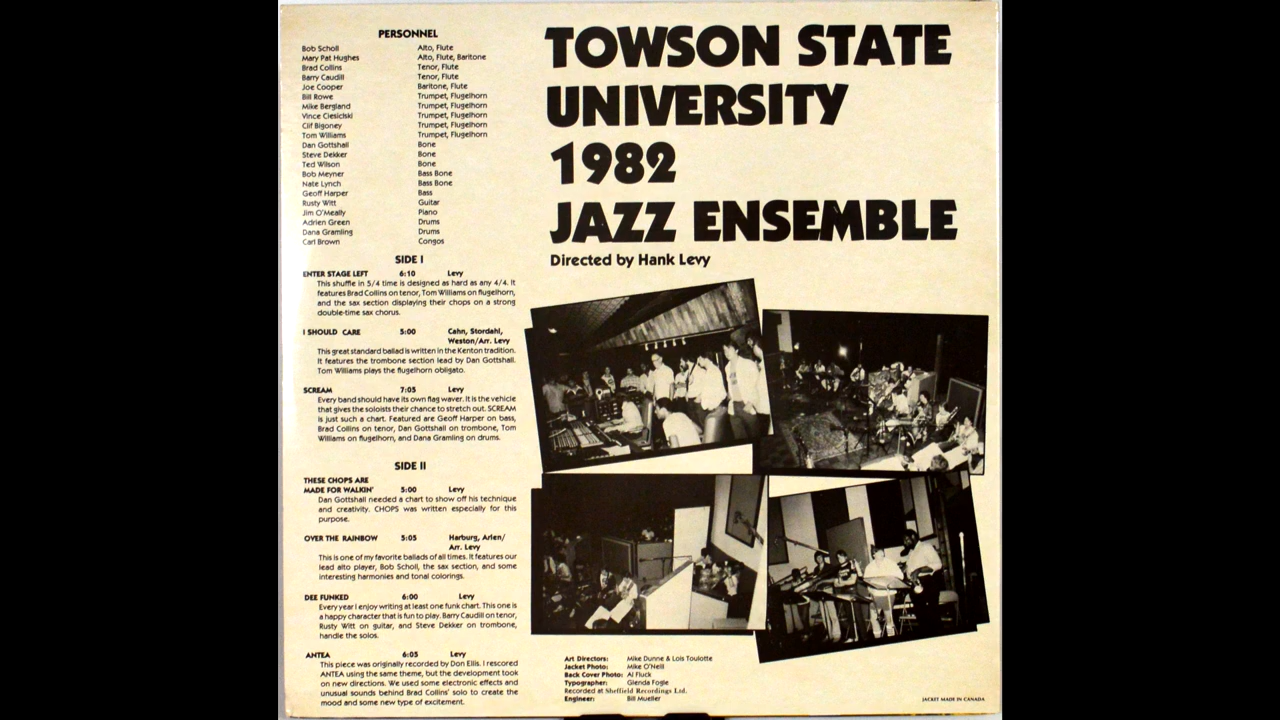 PERSONNEL
Bob Scholl Alto, Flute
Mary Pat Hughes Alto, Flute, Baritone
Brad Collins Tenor, Flute
Barry Caudill Tenor, Flute
Joe Cooper Baritone, Flute
Bill Rowe Trumpet, Flugelhorn
Mike Bergland Trumpet, Flugelhorn
Vince Ciesiclski Trumpet, Flugelhorn
Clif Bigoney Trumpet, Flugelhorn
Tom Williams Trumpet, Flugelhorn
Dan Gottshall Bone
Steve Dekker Bone
Ted Wilson Bone
Bob Meyner Bass Bone
Nate Lynch Bass Bone
Geoff Harper Bass
Rusty Witt Guitar
Jim O'Meally Piano
Adrien Green Drums
Dana Gramling Drums
Carl Brown Congos
SIDE I
ENTER STAGE LEFT 6:10 Levy
This shuffle in 5/4 time is designed as hard as any 4/4. It
features Brad Collins on tenor, Tom Williams on flugelhorn,
and the sax section displaying their chops on a strong
double-time sax chorus.
I SHOULD CARE 5:00 Cahn, Stordahl,
Weston/Arr. Levy
This great standard ballad is written in the Kenton tradition.
It features the trombone section lead by Dan Gottshall.
Tom Williams plays the flugelhorn obligato.
SCREAM 7:05 Levy
Every band should have its own flag waver. It is the vehicle
that gives the soloists their chance to stretch out. SCREAM
is just such a chart. Featured are Geoff Harper on bass,
Brad Collins on tenor, Dan Gottshall on trombone, Tom
Williams on flugelhorn, and Dana Gramling on drums.
SIDE II
THESE CHOPS ARE
MADE FOR WALKIN' 5:00 Levy
Dan Gottshall needed a chart to show off his technique
and creativity. CHOPS was written especially for this
purpose.
OVER THE RAINBOW 5:05 Harburg, Arlen/
Arr. Levy
This is one of my favorite ballads of all times. It features our
lead alto player, Bob Scholl, the sax section, and some
interesting harmonies and tonal colorings.
DEE FUNKED 6:00 Levy
Every year I enjoy writing at least one funk chart. This one is
a happy character that is fun to play. Barry Caudill on tenor,
Rusty Witt on guitar, and Steve Dekker on trombone,
handle the solos.
ANTEA 6:05 Levy
This piece was originally recorded by Don Ellis. I rescored
ANTEA using the same theme, but the development took
on new directions. We used some electronic effects and
unusual sounds behind Brad Collins' solo to create the
mood and some new type of excitement.
TOWSON STATE
UNIVERSITY
1982
JAZZ ENSEMBLE
Directed by Hank Levy
Art Directors: Mike Dunne & Lois Toulotte
Jacket Photo: Mike O'Neill
Back Cover Photo: Al Fluck
Typographer: Glenda Fogle
Recorded at Sheffield Recordings Ltd.
Engineer: Bill Mueller
JACKET MADE IN CANADA